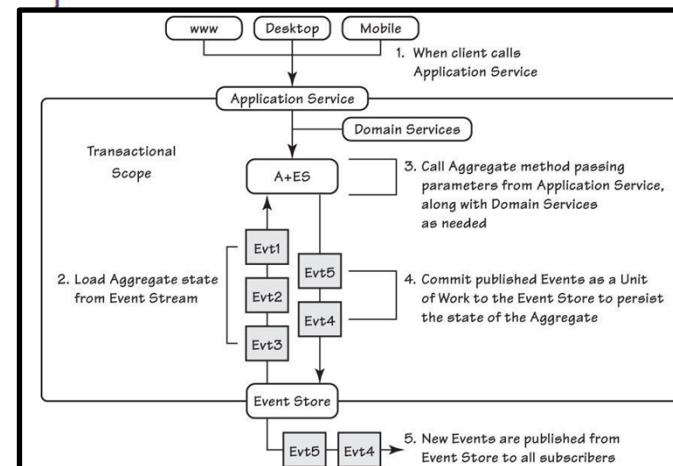 www
Desktop
Mobile
1. When client calls
Application Service
Application Service
Domain Services
Transactional
Scope
A+ES
3. Call Aggregate method passing
parameters from Application Service,
along with Domain Services
as needed
2. Load Aggregate state
from Event Stream
Evt1
Evt2
Evt3
Evt5
Evt4
4. Commit published Events as a Unit
of Work to the Event Store to persist
the state of the Aggregate
Event Store
Evt5
Evt4
5. New Events are published from
Event Store to all subscribers